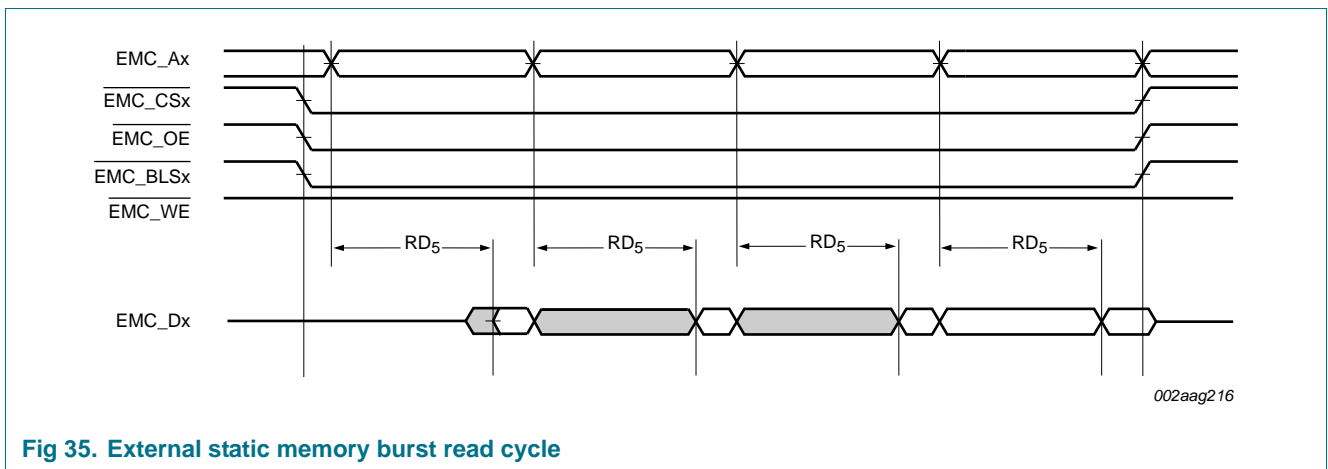 EMC_Ax
EMC_CSx
EMC_OE
EMC_BLSx
EMC_WE
RD5 RD5 RD5 RD5
EMC_Dx
002aag216
Fig 35. External static memory burst read cycle